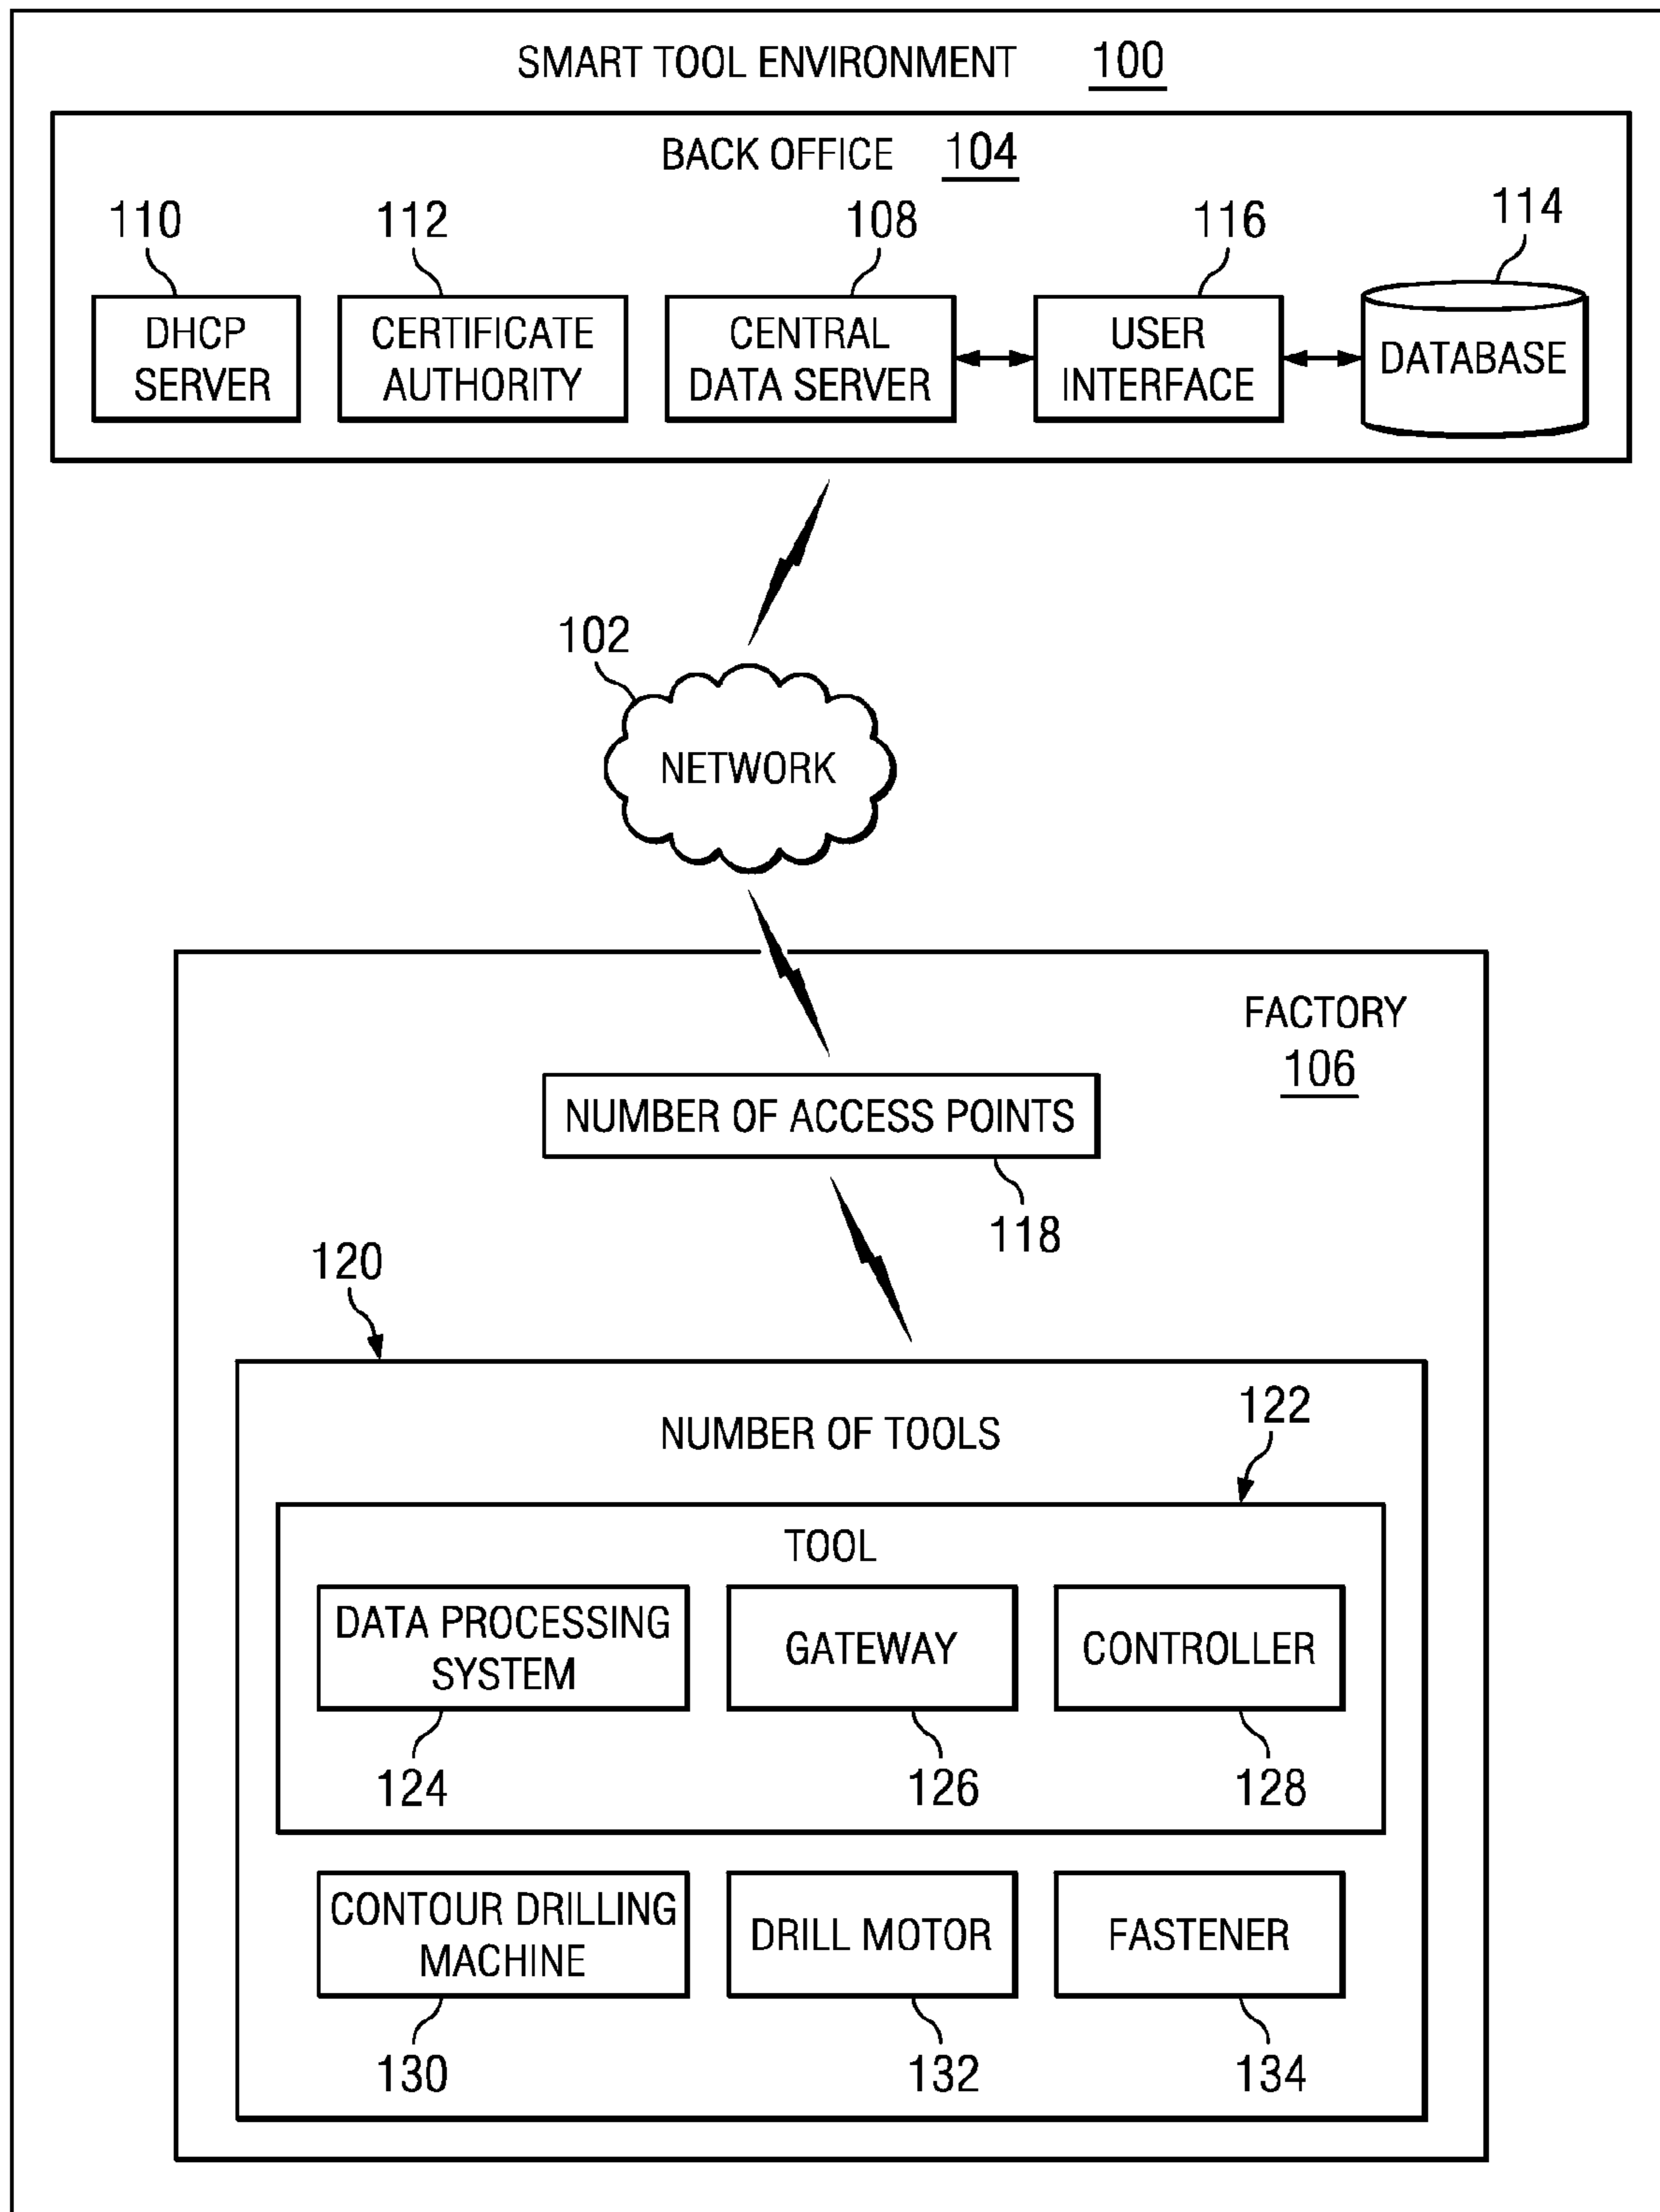 SMART TOOL ENVIRONMENT 100
BACK OFFICE 104
110
112
108
116
114
DHCP
SERVER
CERTIFICATE
AUTHORITY
CENTRAL
DATA SERVER
USER
INTERFACE
DATABASE
102
NETWORK
FACTORY
106
NUMBER OF ACCESS POINTS
118
120
NUMBER OF TOOLS
122
TOOL
DATA PROCESSING
SYSTEM
GATEWAY
CONTROLLER
124
126
128
CONTOUR DRILLING
MACHINE
DRILL MOTOR
FASTENER
130
132
134